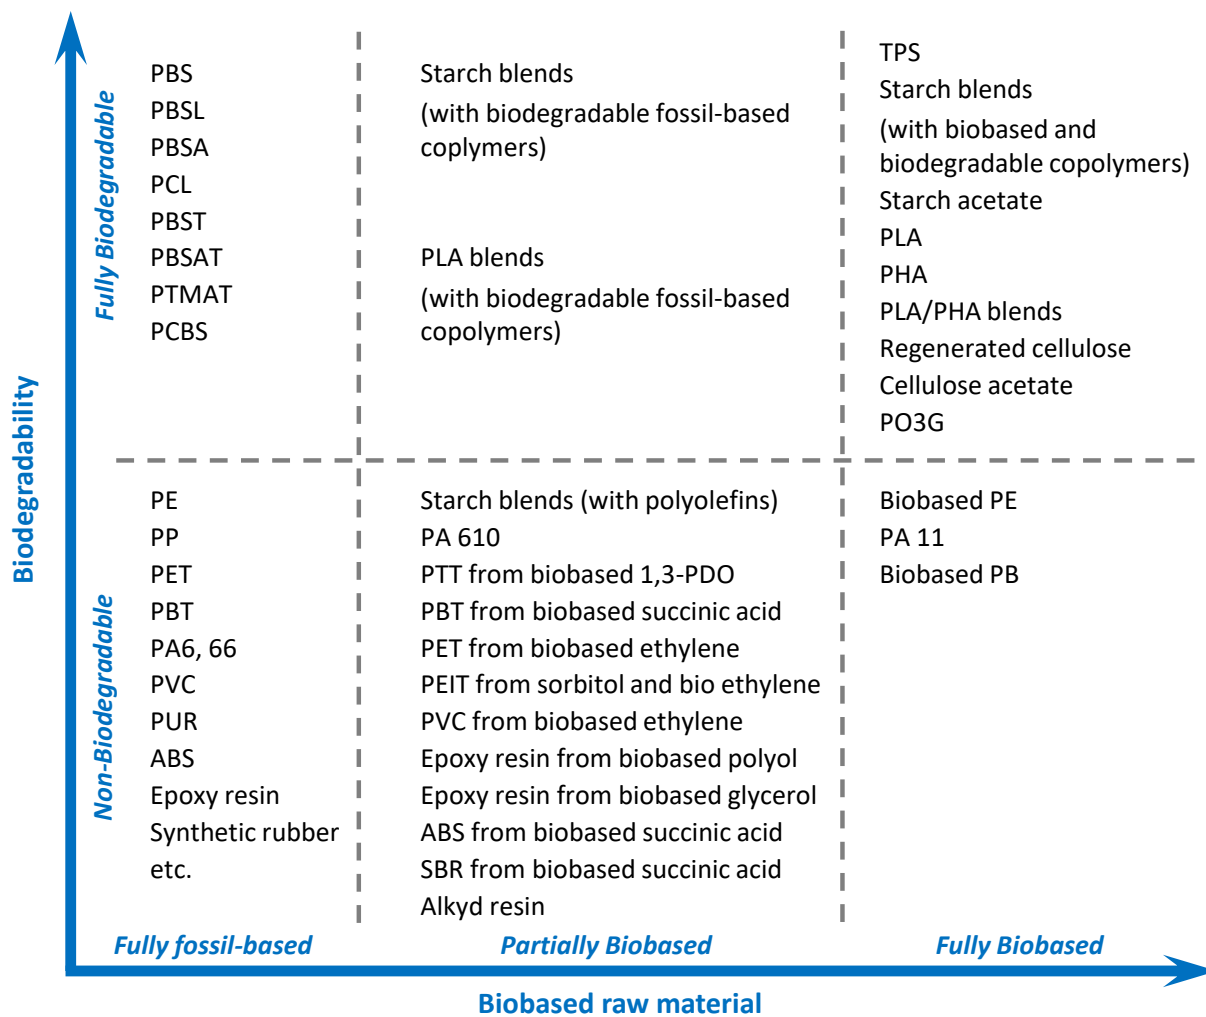 Biodegradability
Fully Biodegradable
PBS
PBSL
PBSA
PCL
PBST
PBSAT
PTMAT
PCBS
Starch blends
(with biodegradable fossil-based
coplymers)
PLA blends
(with biodegradable fossil-based
copolymers)
TPS
Starch blends
(with biobased and
biodegradable copolymers)
Starch acetate
PLA
PHA
PLA/PHA blends
Regenerated cellulose
Cellulose acetate
PO3G
Non-Biodegradable
PE
PP
PET
PBT
PA6, 66
PVC
PUR
ABS
Epoxy resin
Synthetic rubber
etc.
Starch blends (with polyolefins)
PA 610
PTT from biobased 1,3-PDO
PBT from biobased succinic acid
PET from biobased ethylene
PEIT from sorbitol and bio ethylene
PVC from biobased ethylene
Epoxy resin from biobased polyol
Epoxy resin from biobased glycerol
ABS from biobased succinic acid
SBR from biobased succinic acid
Alkyd resin
Biobased PE
PA 11
Biobased PB
Fully fossil-based
Partially Biobased
Fully Biobased
Biobased raw material